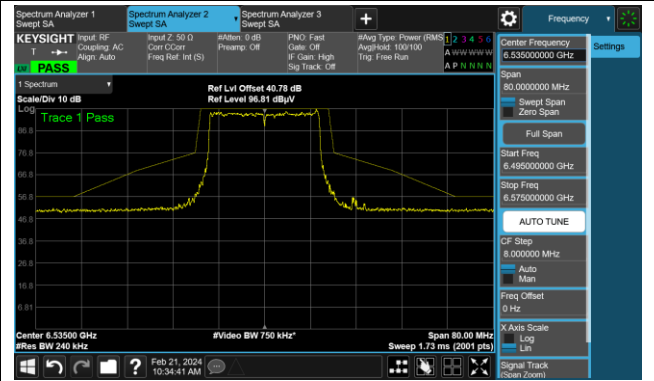 Spectrum Analyzer 1
Swept SA
Spectrum Analyzer 2
Swept SA
Spectrum Analyzer 3
Swept SA
+
Frequency
KEYSIGHT
T
LXI
PASS
Input: RF
Coupling: AC
Align: Auto
Input Z: 50 Ω
Corr CCorr
Freq Ref: Int (S)
#Atten: 0 dB
Preamp: Off
PNO: Fast
Gate: Off
IF Gain: High
Sig Track: Off
#Avg Type: Power (RMS
Avg|Hold: 100/100
Trig: Free Run
1 2 3 4 5 6
A W W W W W
A P N N N N
1 Spectrum
Scale/Div 10 dB
Ref Lvl Offset 40.78 dB
Ref Level 96.81 dBµV
Log
Trace 1 Pass
86.8
76.8
66.8
56.8
46.8
36.8
26.8
16.8
6.81
Center 6.53500 GHz
#Res BW 240 kHz
#Video BW 750 kHz*
Span 80.00 MHz
Sweep 1.73 ms (2001 pts)
Feb 21, 2024
10:34:41 AM
Center Frequency
6.535000000 GHz
Settings
Span
80.0000000 MHz
Swept Span
Zero Span
Full Span
Start Freq
6.495000000 GHz
Stop Freq
6.575000000 GHz
AUTO TUNE
CF Step
8.000000 MHz
Auto
Man
Freq Offset
0 Hz
X Axis Scale
Log
Lin
Signal Track
(Span Zoom)